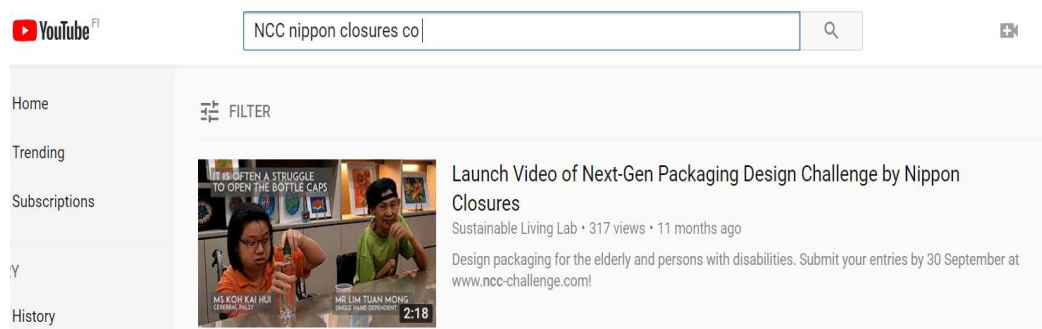 YouTube FI
NCC nippon closures co
Home
Trending
Subscriptions
Y
History
FILTER
IT IS OFTEN A STRUGGLE
TO OPEN THE BOTTLE CAPS
MS KOH KAI HUI
CEREBRAL PALSY
MR LIM TUAN MONG
SINGLE HAND DEPENDENT
2:18
Launch Video of Next-Gen Packaging Design Challenge by Nippon
Closures
Sustainable Living Lab • 317 views • 11 months ago
Design packaging for the elderly and persons with disabilities. Submit your entries by 30 September at
www.ncc-challenge.com!